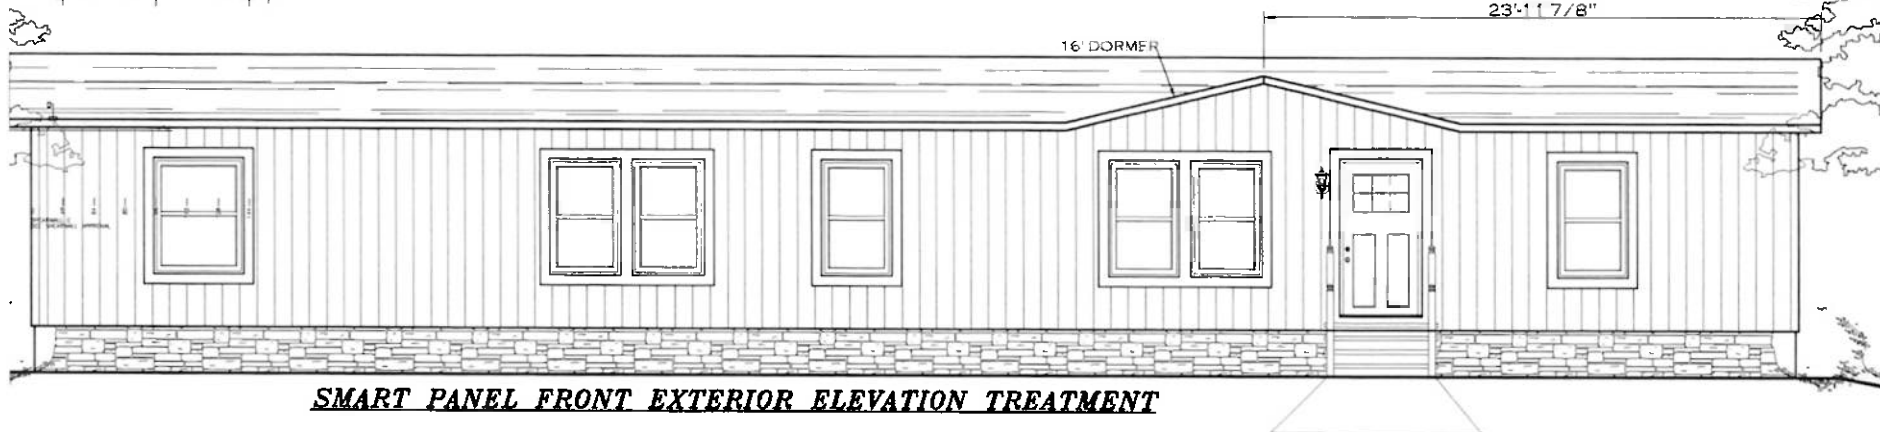 23'-11 7/8"
16' DORMER
SMART PANEL FRONT EXTERIOR ELEVATION TREATMENT